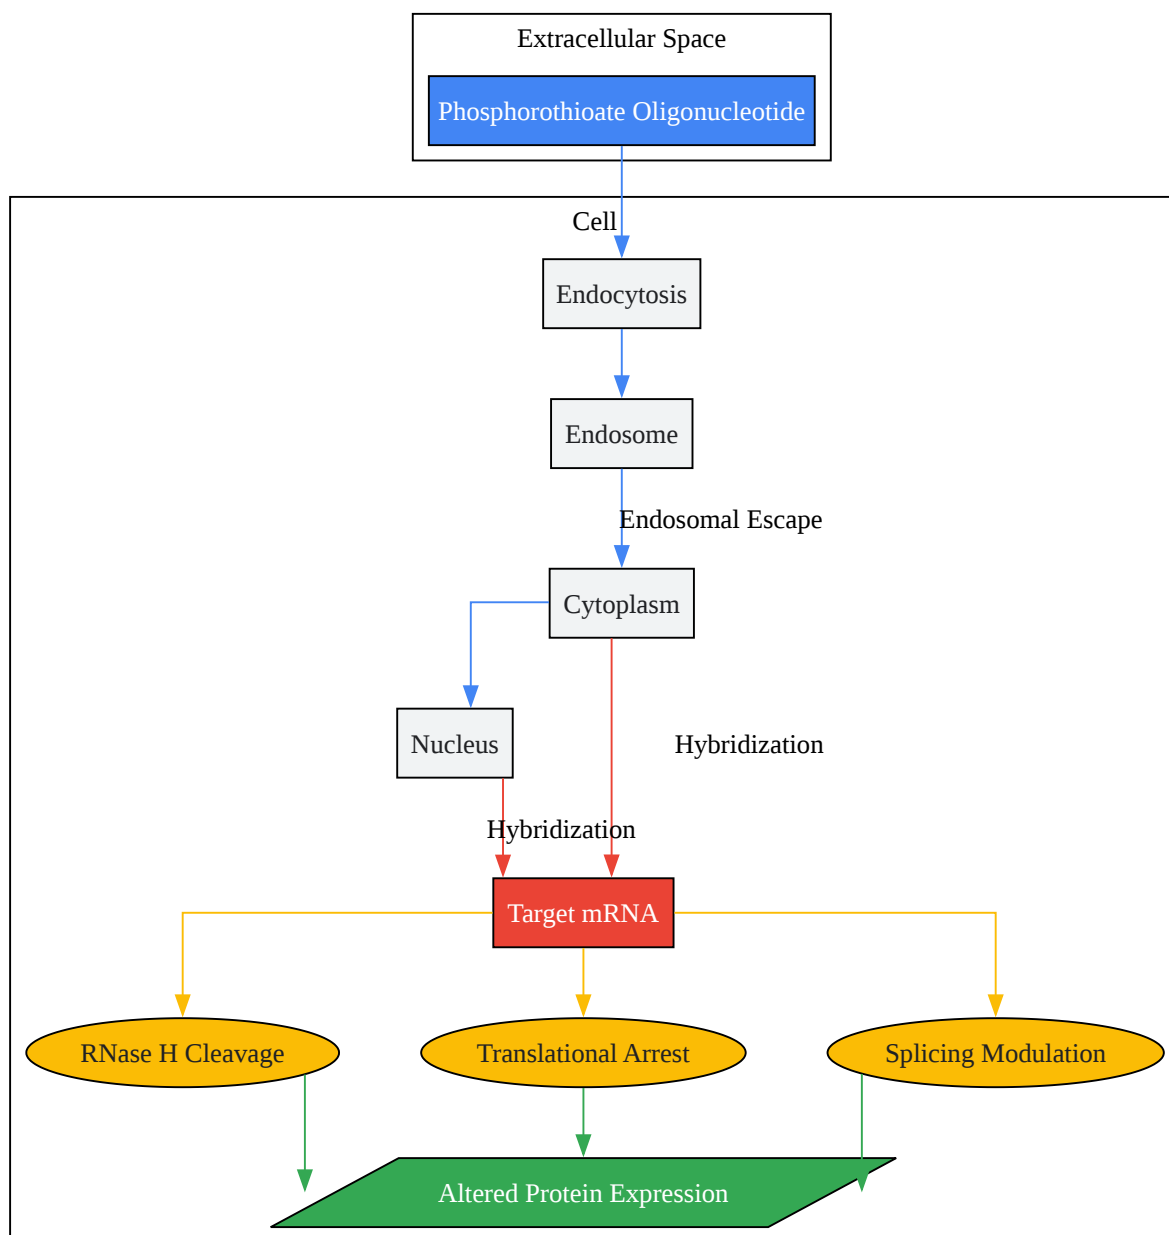 Extracellular Space
Phosphorothioate Oligonucleotide
Cell
Endocytosis
Endosome
Endosomal Escape
Cytoplasm
Nucleus
Hybridization
Hybridization
Target mRNA
RNase H Cleavage
Translational Arrest
Splicing Modulation
Altered Protein Expression